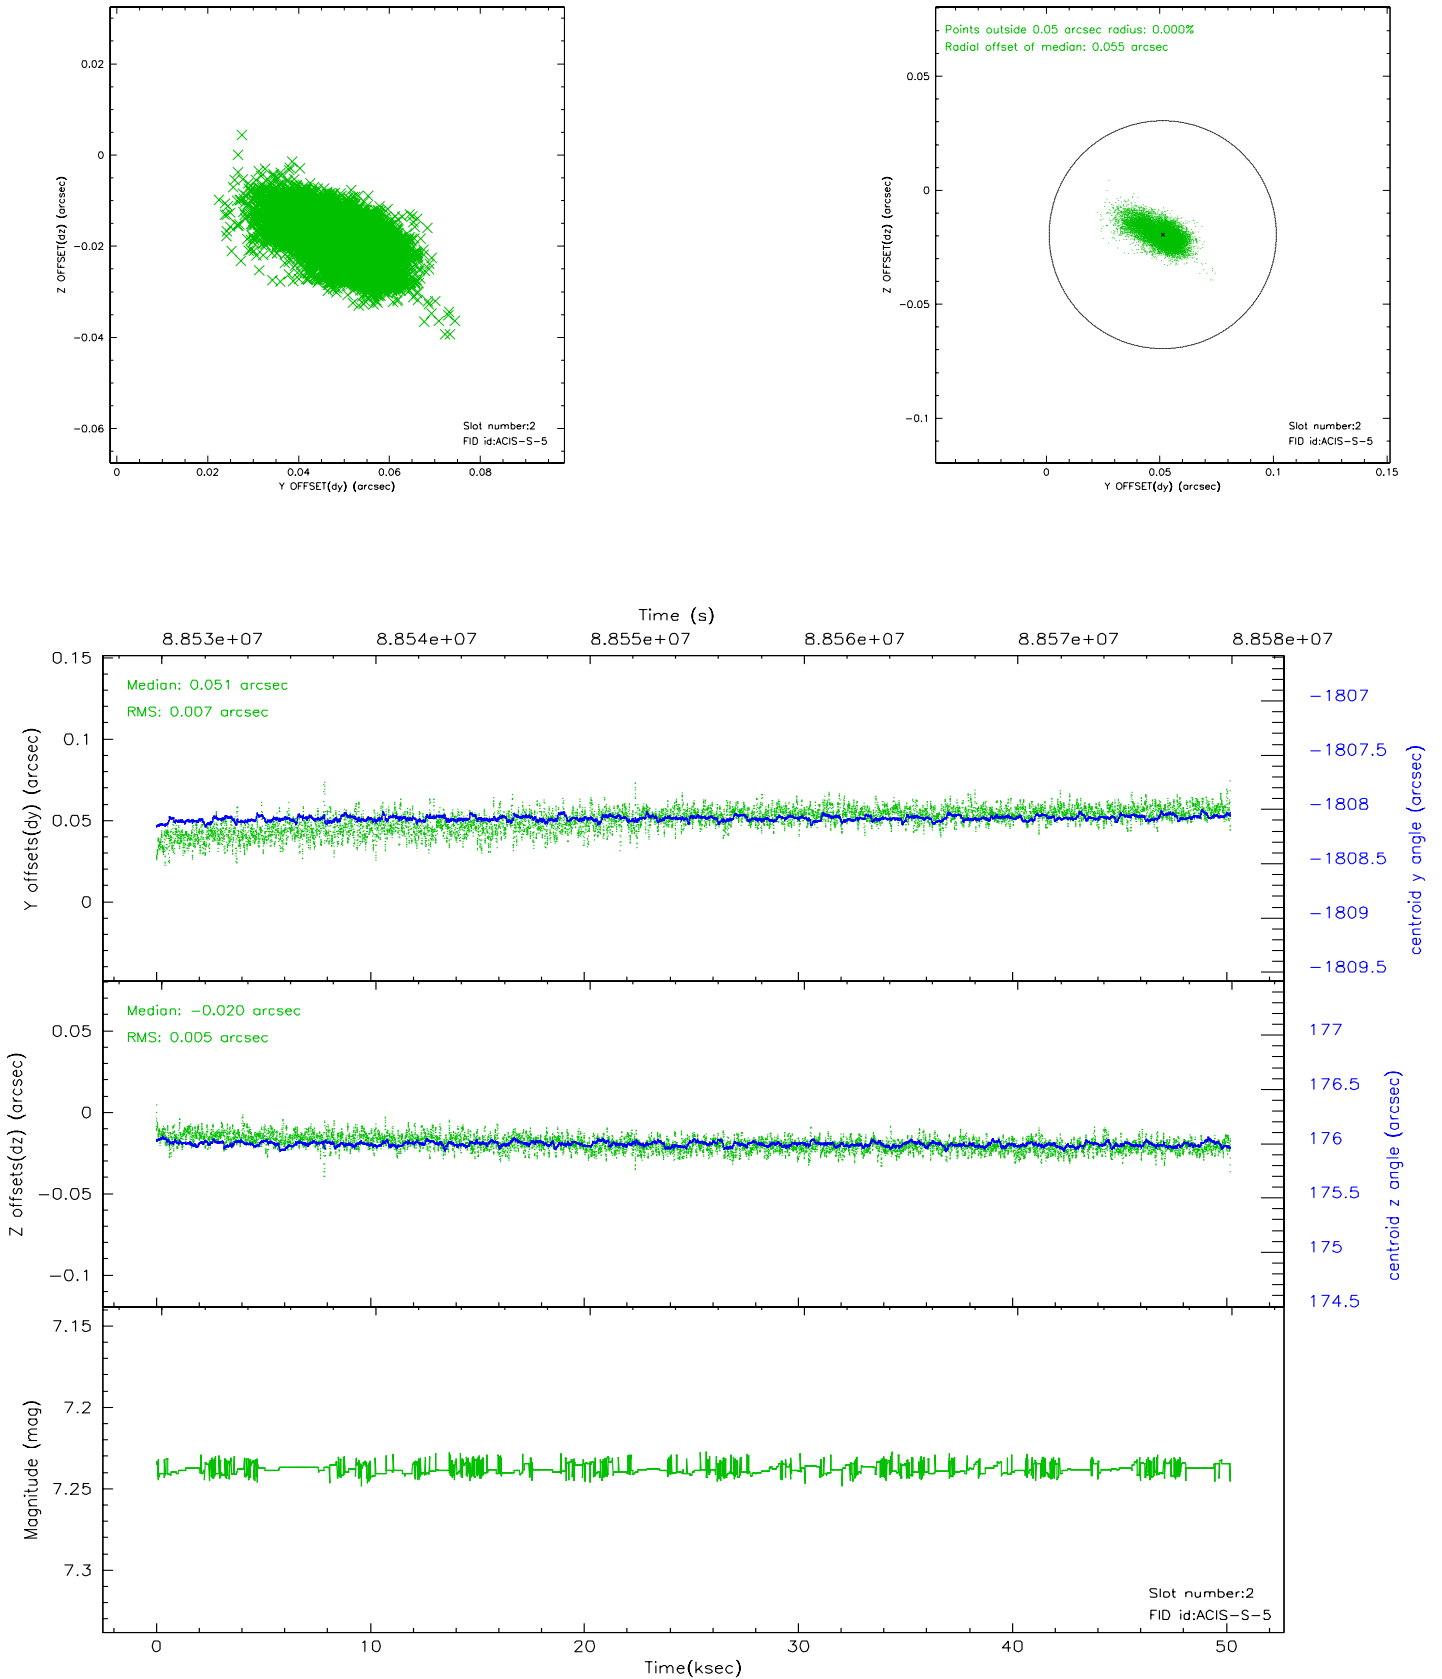 0.02
0
-0.02
-0.04
-0.06
Z OFFSET(dz) (arcsec)
0
0.02
0.04
0.06
0.08
Y OFFSET(dy) (arcsec)
Slot number:2
FID id:ACIS-S-5
Points outside 0.05 arcsec radius: 0.000%
Radial offset of median: 0.055 arcsec
0.05
0
-0.05
-0.1
Z OFFSET(dz) (arcsec)
0
0.05
0.1
0.15
Y OFFSET(dy) (arcsec)
Slot number:2
FID id:ACIS-S-5
Time (s)
8.853e+07
8.854e+07
8.855e+07
8.856e+07
8.857e+07
8.858e+07
0.15
0.1
0.05
0
Y offsets(dy) (arcsec)
Median: 0.051 arcsec
RMS: 0.007 arcsec
-1807
-1807.5
-1808
-1808.5
-1809
-1809.5
centroid y angle (arcsec)
0.05
0
-0.05
-0.1
Z offsets(dz) (arcsec)
Median: -0.020 arcsec
RMS: 0.005 arcsec
177
176.5
176
175.5
175
174.5
centroid z angle (arcsec)
7.15
7.2
7.25
7.3
Magnitude (mag)
Slot number:2
FID id:ACIS-S-5
0
10
20
30
40
50
Time(ksec)